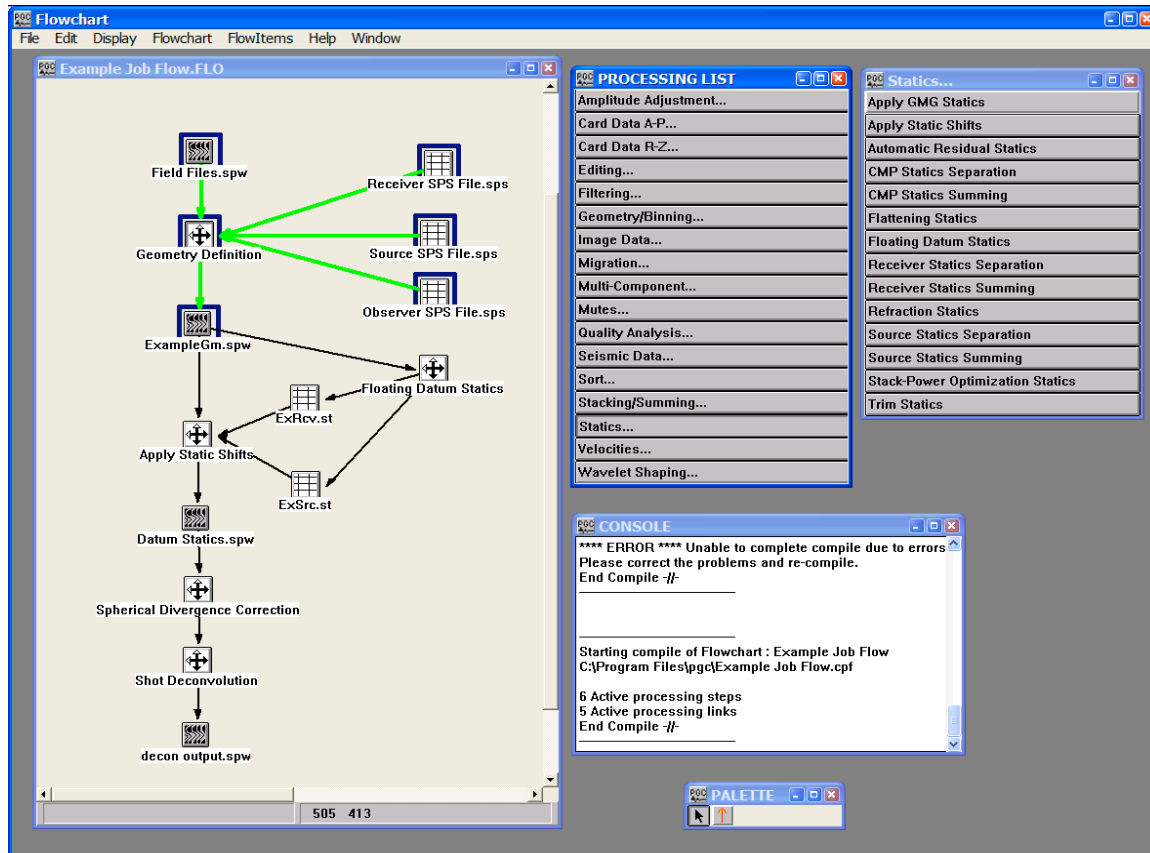 PGC Flowchart
File Edit Display Flowchart FlowItems Help Window
PGC Example Job Flow.FLO
Field Files.spw
Receiver SPS File.sps
Geometry Definition
Source SPS File.sps
Observer SPS File.sps
ExampleGm.spw
Floating Datum Statics
ExRcv.st
Apply Static Shifts
ExSrc.st
Datum Statics.spw
Spherical Divergence Correction
Shot Deconvolution
decon output.spw
505 413
PGC PROCESSING LIST
Amplitude Adjustment...
Card Data A-P...
Card Data R-Z...
Editing...
Filtering...
Geometry/Binning...
Image Data...
Migration...
Multi-Component...
Mutes...
Quality Analysis...
Seismic Data...
Sort...
Stacking/Summing...
Statics...
Velocities...
Wavelet Shaping...
PGC Statics...
Apply GMG Statics
Apply Static Shifts
Automatic Residual Statics
CMP Statics Separation
CMP Statics Summing
Flattening Statics
Floating Datum Statics
Receiver Statics Separation
Receiver Statics Summing
Refraction Statics
Source Statics Separation
Source Statics Summing
Stack-Power Optimization Statics
Trim Statics
PGC CONSOLE
**** ERROR **** Unable to complete compile due to errors
Please correct the problems and re-compile.
End Compile -//-
Starting compile of Flowchart : Example Job Flow
C:\Program Files\pgc\Example Job Flow.cpf
6 Active processing steps
5 Active processing links
End Compile -//-
PGC PALETTE